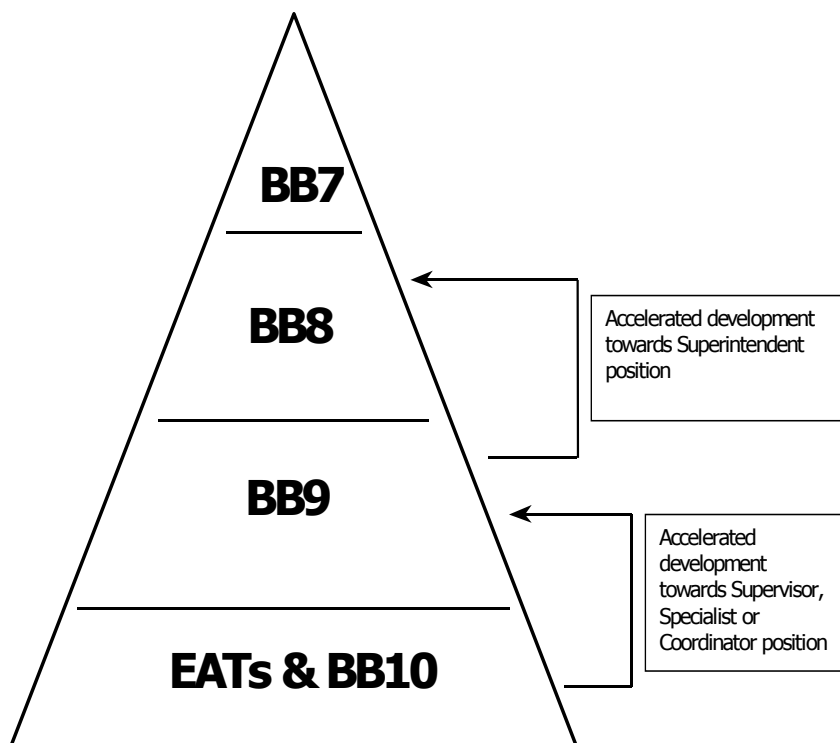 BB7
BB8
Accelerated development
towards Superintendent
position
BB9
Accelerated
development
towards Supervisor,
Specialist or
Coordinator position
EATs & BB10